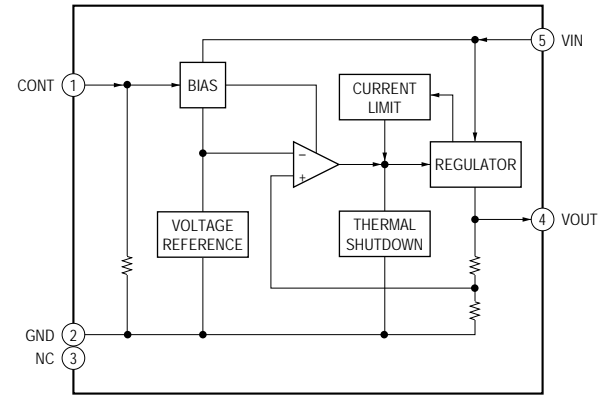 5 VIN
CONT 1
BIAS
CURRENT
LIMIT
−
+
REGULATOR
VOLTAGE
REFERENCE
THERMAL
SHUTDOWN
4 VOUT
GND 2
NC 3